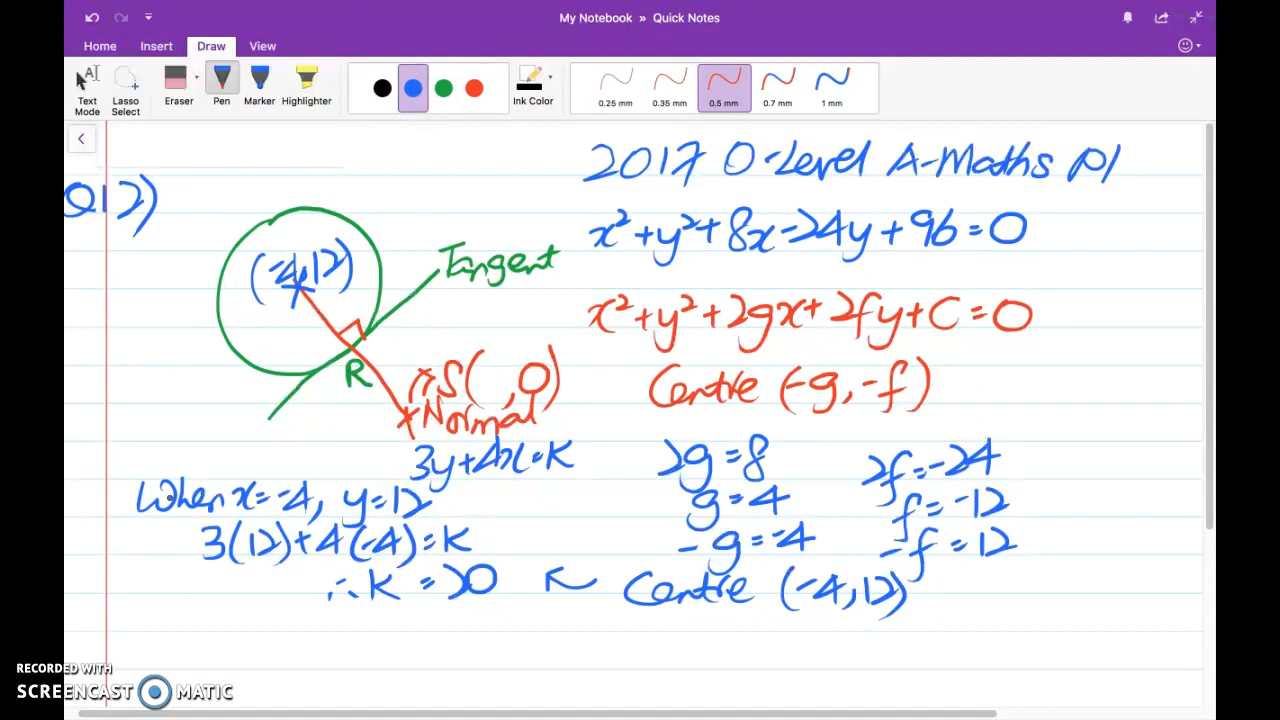 My Notebook » Quick Notes
Home Insert Draw View
Text Mode
Lasso Select
Eraser
Pen
Marker
Highlighter
Ink Color
0.25 mm
0.35 mm
0.5 mm
0.7 mm
1 mm
2017 O-Level A-Maths P1
Q12)
x²+y²+8x-24y+96=0
(-4,12)
Tangent
x²+y²+2gx+2fy+C=0
R
S( ,0)
Normal
Centre (-g,-f)
3y+4x=K
2g=8
2f=-24
When x=-4, y=12
g=4
f=-12
3(12)+4(-4)=K
-g=-4
-f=12
∴K=20
Centre (-4,12)
RECORDED WITH
SCREENCAST MATIC